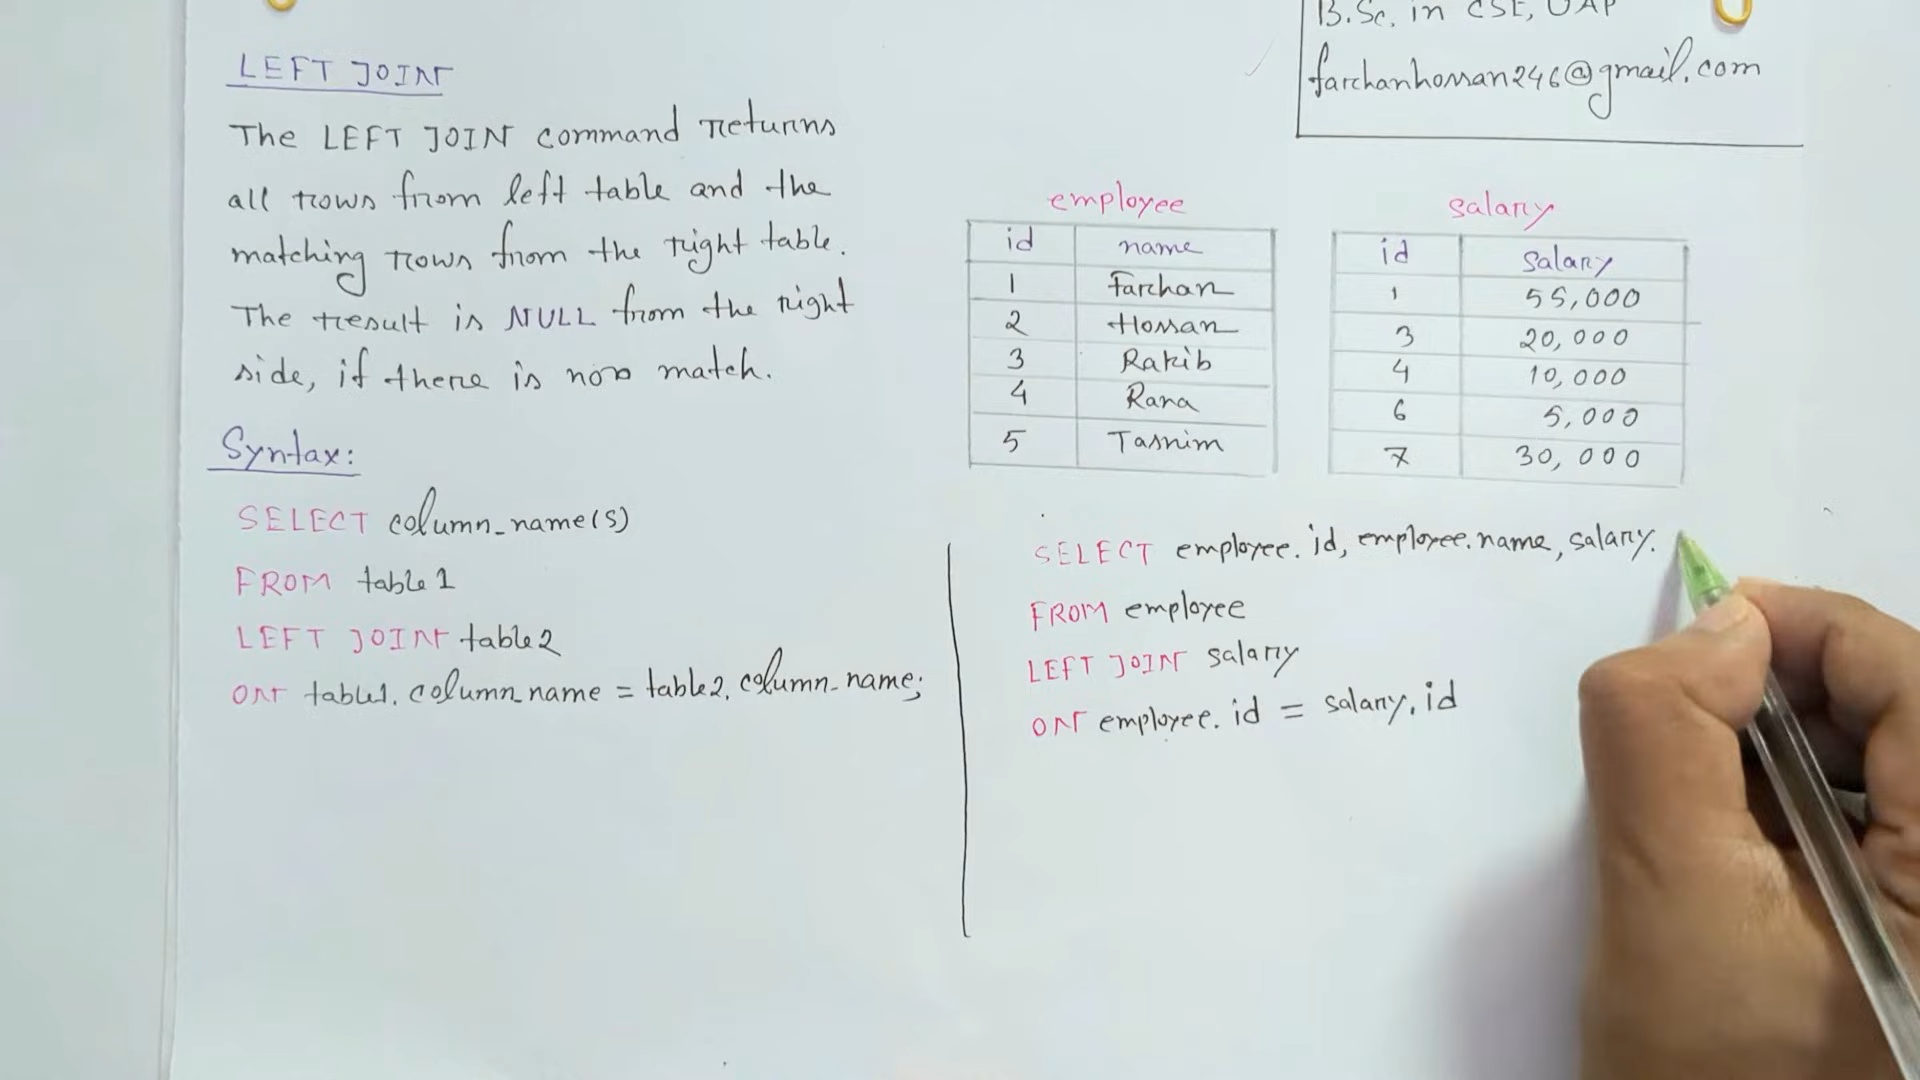 B.Sc. in CSE, UAP
farhanhossan246@gmail.com
LEFT JOIN
The LEFT JOIN command returns
all rows from left table and the
matching rows from the right table.
The result is NULL from the right
side, if there is no match.
Syntax:
SELECT column_name(s)
FROM table1
LEFT JOIN table2
ON table1.column_name = table2.column_name;
employee
id name
1 Farhan
2 Hossan
3 Rakib
4 Rana
5 Tasnim
salary
id salary
1 55,000
3 20,000
4 10,000
6 5,000
7 30,000
SELECT employee.id, employee.name, salary.
FROM employee
LEFT JOIN salary
ON employee.id = salary.id